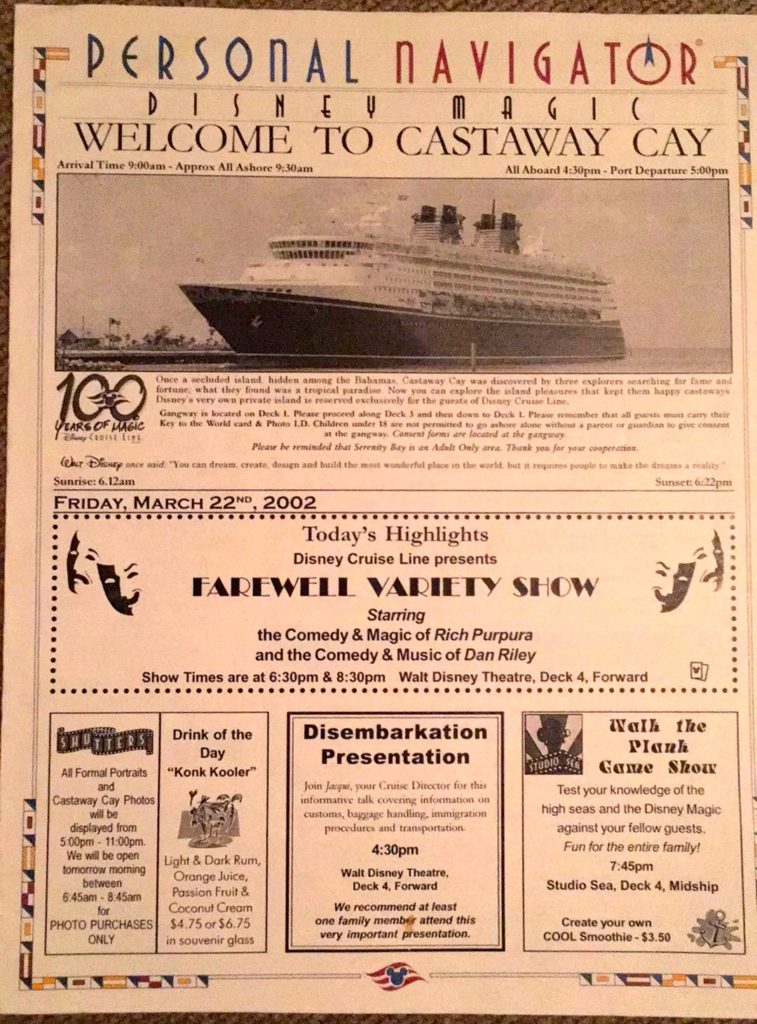 PERSONAL NAVIGATOR®
DISNEY MAGIC
WELCOME TO CASTAWAY CAY
Arrival Time 9:00am - Approx All Ashore 9:30am
All Aboard 4:30pm - Port Departure 5:00pm
100
YEARS OF MAGIC
Disney CRUISE LINE
Once a secluded island, hidden among the Bahamas, Castaway Cay was discovered by three explorers searching for fame and
fortune; what they found was a tropical paradise. Now you can explore the island pleasures that kept them happy castaways
Disney's very own private island is reserved exclusively for the guests of Disney Cruise Line.
Gangway is located on Deck 1. Please proceed along Deck 3 and then down to Deck 1. Please remember that all guests must carry their
Key to the World card & Photo I.D. Children under 18 are not permitted to go ashore alone without a parent or guardian to give consent
at the gangway. Consent forms are located at the gangway.
Please be reminded that Serenity Bay is an Adult Only area. Thank you for your cooperation.
Walt Disney once said: "You can dream, create, design and build the most wonderful place in the world, but it requires people to make the dreams a reality."
Sunrise: 6.12am
Sunset: 6:22pm
FRIDAY, MARCH 22ND, 2002
Today's Highlights
Disney Cruise Line presents
FAREWELL VARIETY SHOW
Starring
the Comedy & Magic of Rich Purpura
and the Comedy & Music of Dan Riley
Show Times are at 6:30pm & 8:30pm Walt Disney Theatre, Deck 4, Forward
SHUTTERS
All Formal Portraits
and
Castaway Cay Photos
will be
displayed from
5:00pm - 11:00pm.
We will be open
tomorrow morning
between
6:45am - 8:45am
for
PHOTO PURCHASES
ONLY
Drink of the
Day
"Konk Kooler"
Light & Dark Rum,
Orange Juice,
Passion Fruit &
Coconut Cream
$4.75 or $6.75
in souvenir glass
Disembarkation
Presentation
Join Jacqui, your Cruise Director for this
informative talk covering information on
customs, baggage handling, immigration
procedures and transportation.
4:30pm
Walt Disney Theatre,
Deck 4, Forward
We recommend at least
one family member attend this
very important presentation.
STUDIO SEA
Walk the
Plank
Game Show
Test your knowledge of the
high seas and the Disney Magic
against your fellow guests.
Fun for the entire family!
7:45pm
Studio Sea, Deck 4, Midship
Create your own
COOL Smoothie - $3.50